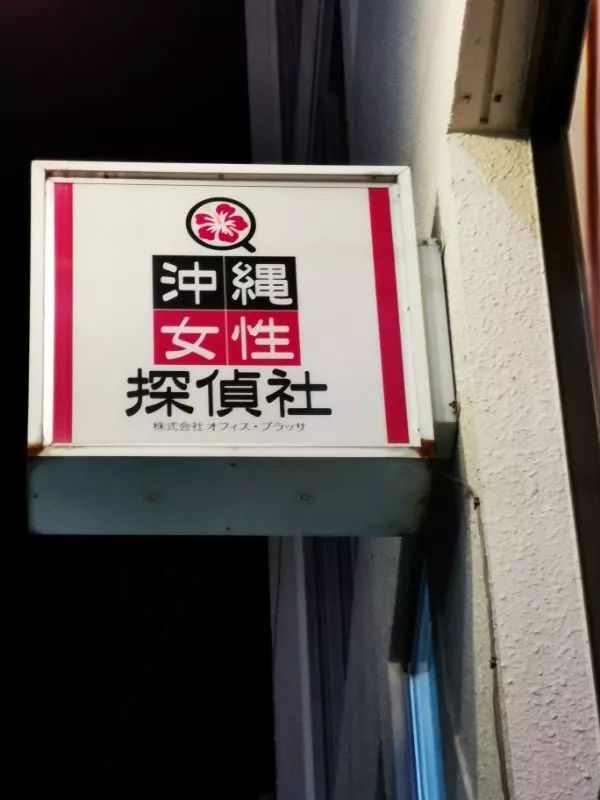 沖縄
女性
探偵社
株式会社 オフィス・プラッサ